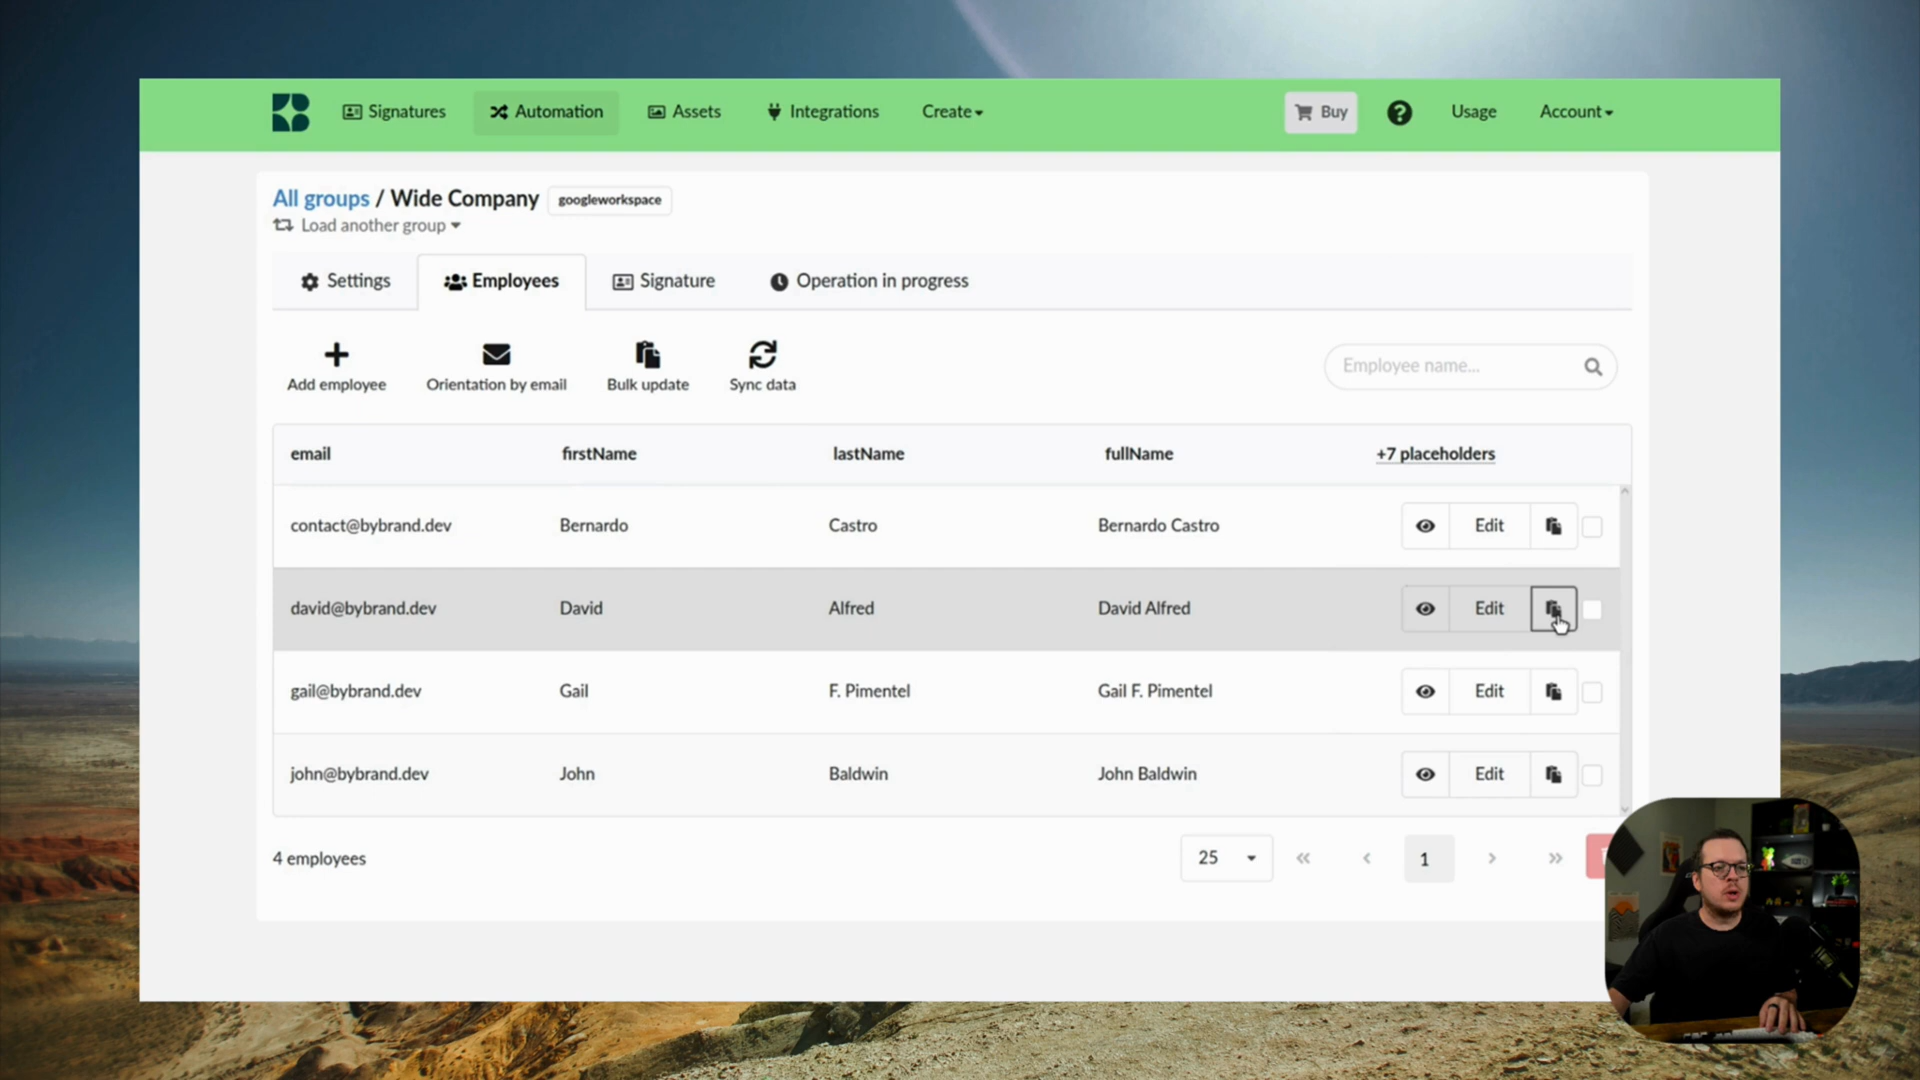 Signatures Automation Assets Integrations Create Buy ? Usage Account
All groups / Wide Company googleworkspace
Load another group
Settings Employees Signature Operation in progress
Add employee Orientation by email Bulk update Sync data Employee name...
email firstName lastName fullName +7 placeholders
contact@bybrand.dev Bernardo Castro Bernardo Castro Edit
david@bybrand.dev David Alfred David Alfred Edit
gail@bybrand.dev Gail F. Pimentel Gail F. Pimentel Edit
john@bybrand.dev John Baldwin John Baldwin Edit
4 employees 25 « ‹ 1 › »